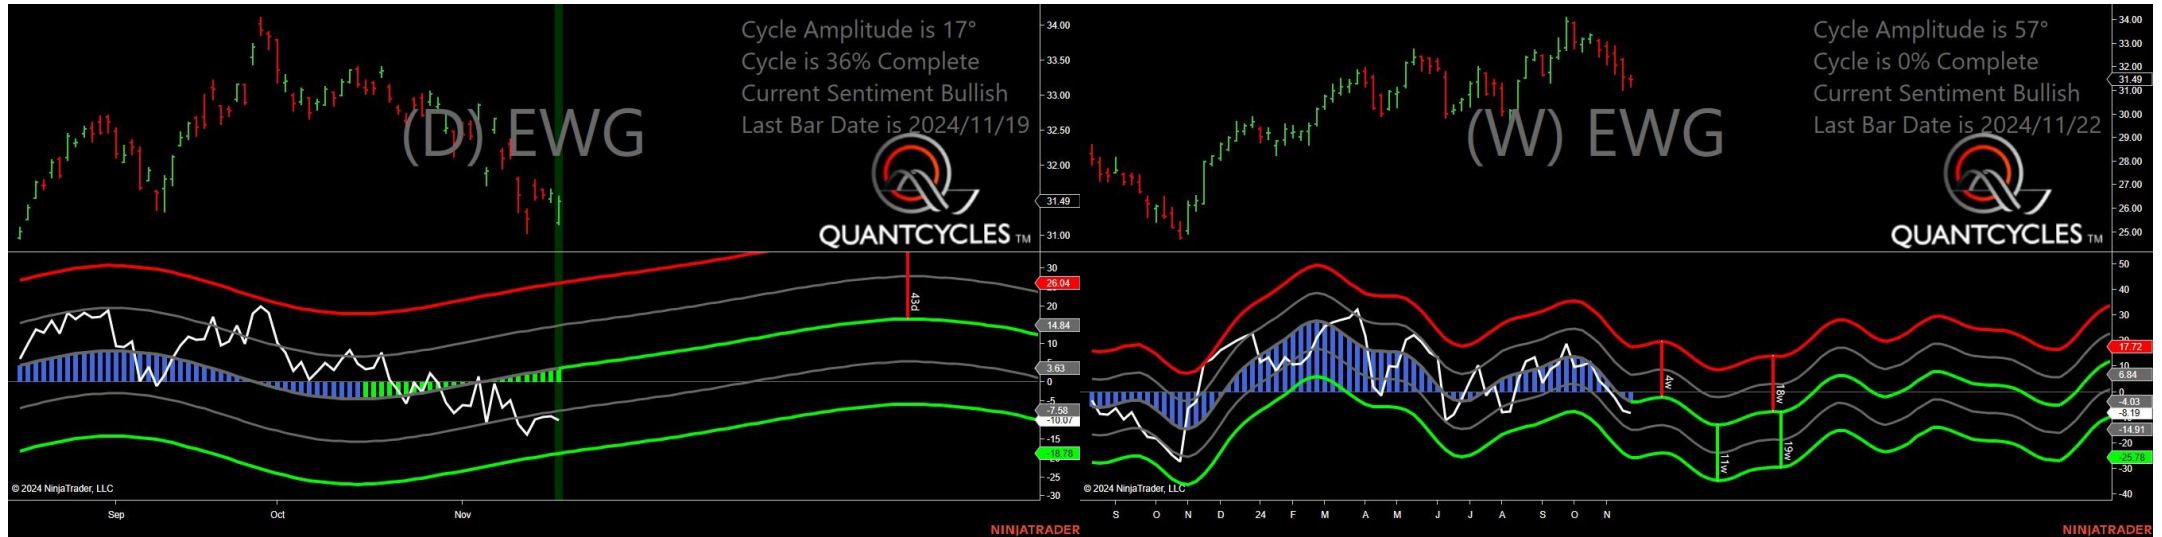 Cycle Amplitude is 17°
Cycle is 36% Complete
Current Sentiment Bullish
Last Bar Date is 2024/11/19
(D) EWG
QUANTCYCLES TM
34.00
33.50
33.00
32.50
32.00
31.49
31.00
30
26.04
20
14.84
10
5
3.63
0
-5
-7.58
-10.07
-15
-18.78
-25
-30
43d
© 2024 NinjaTrader, LLC
Sep
Oct
Nov
NINJATRADER
Cycle Amplitude is 57°
Cycle is 0% Complete
Current Sentiment Bullish
Last Bar Date is 2024/11/22
(W) EWG
QUANTCYCLES TM
34.00
33.00
32.00
31.49
31.00
30.00
29.00
28.00
27.00
26.00
25.00
50
40
30
17.72
10
6.84
0
-4.03
-8.19
-14.91
-20
-25.78
-30
-40
4w
18w
11w
19w
© 2024 NinjaTrader, LLC
S
O
N
D
24
F
M
A
M
J
J
A
S
O
N
NINJATRADER